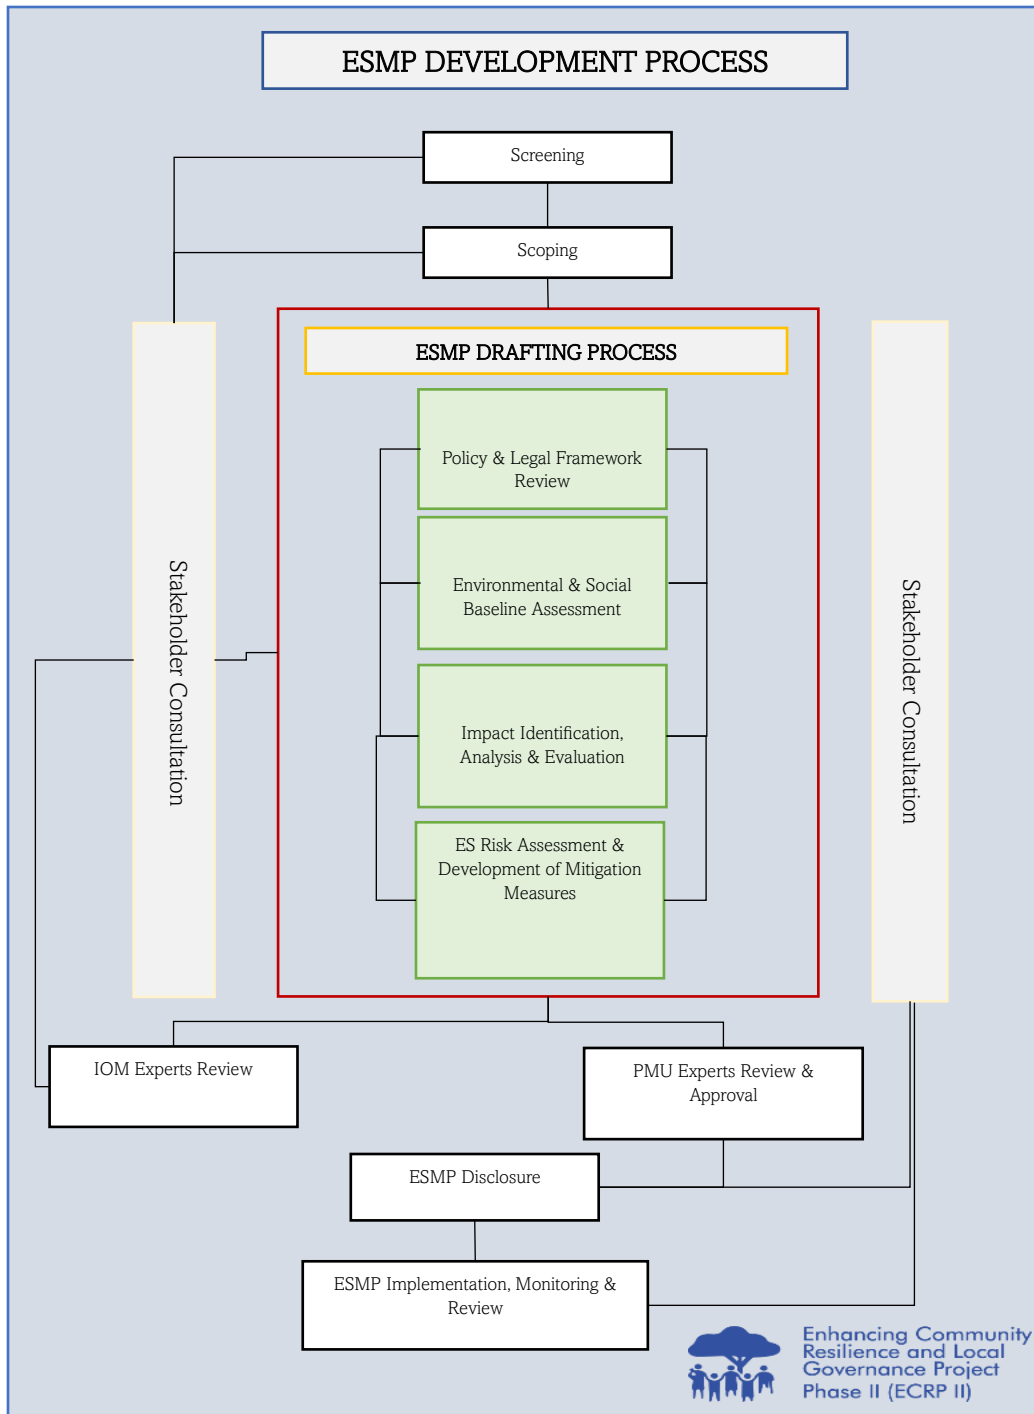 ESMP DEVELOPMENT PROCESS
Screening
Scoping
ESMP DRAFTING PROCESS
Policy & Legal Framework
Review
Environmental & Social
Baseline Assessment
Impact Identification,
Analysis & Evaluation
ES Risk Assessment &
Development of Mitigation
Measures
Stakeholder Consultation
Stakeholder Consultation
IOM Experts Review
PMU Experts Review &
Approval
ESMP Disclosure
ESMP Implementation, Monitoring &
Review
Enhancing Community
Resilience and Local
Governance Project
Phase II (ECRP II)